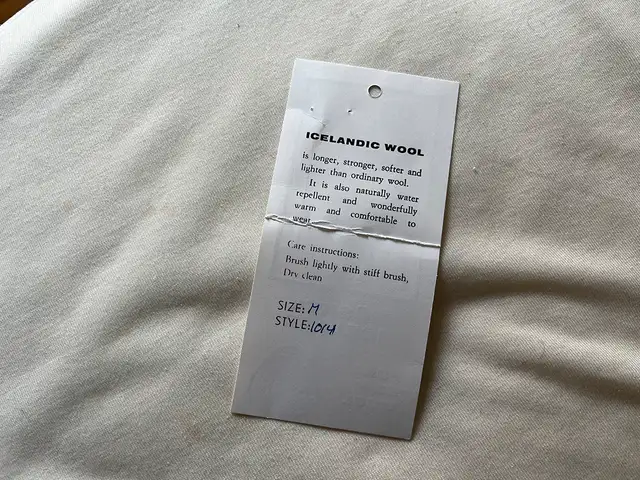 ICELANDIC WOOL
is longer, stronger, softer and
lighter than ordinary wool.
It is also naturally water
repellent and wonderfully
warm and comfortable to
wear.
Care instructions:
Brush lightly with stiff brush,
Dry clean
SIZE: M
STYLE: